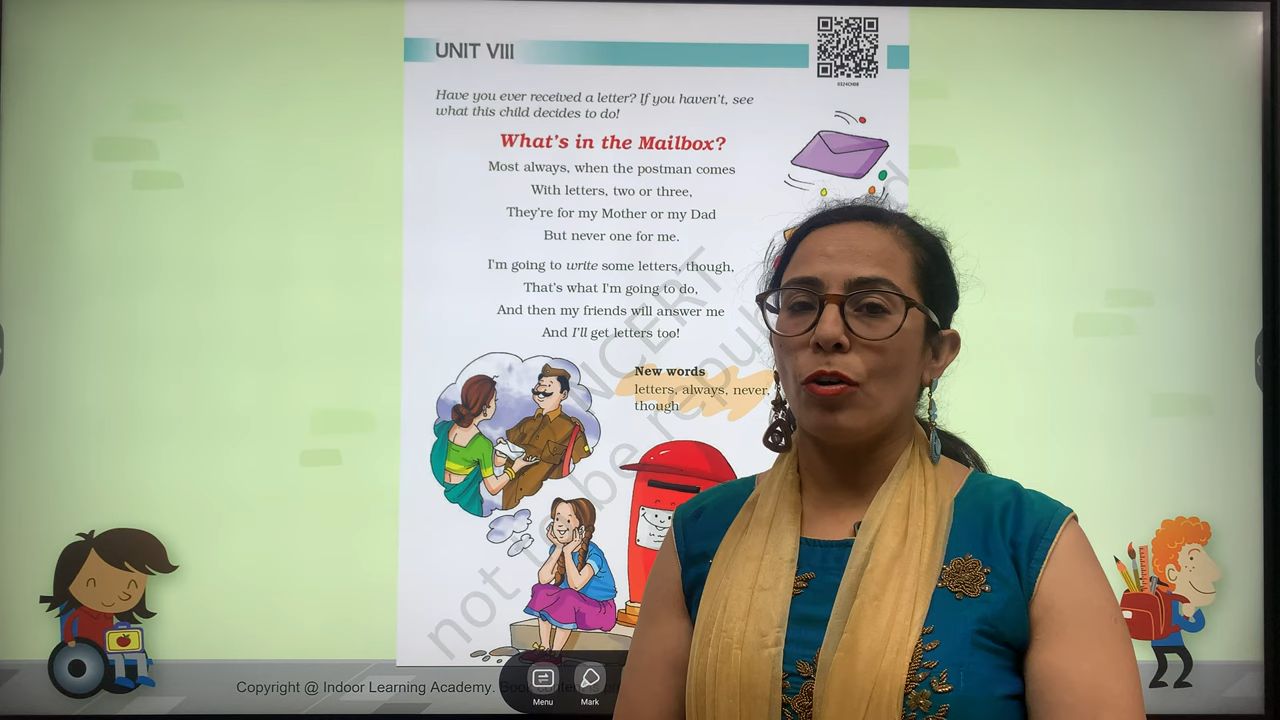 UNIT VIII
0324CH08
Have you ever received a letter? If you haven't, see
what this child decides to do!
What's in the Mailbox?
Most always, when the postman comes
With letters, two or three,
They're for my Mother or my Dad
But never one for me.
I'm going to write some letters, though,
That's what I'm going to do,
And then my friends will answer me
And I'll get letters too!
New words
letters, always, never,
though
NCERT
not be
Copyright @ Indoor Learning Academy.
Menu
Mark